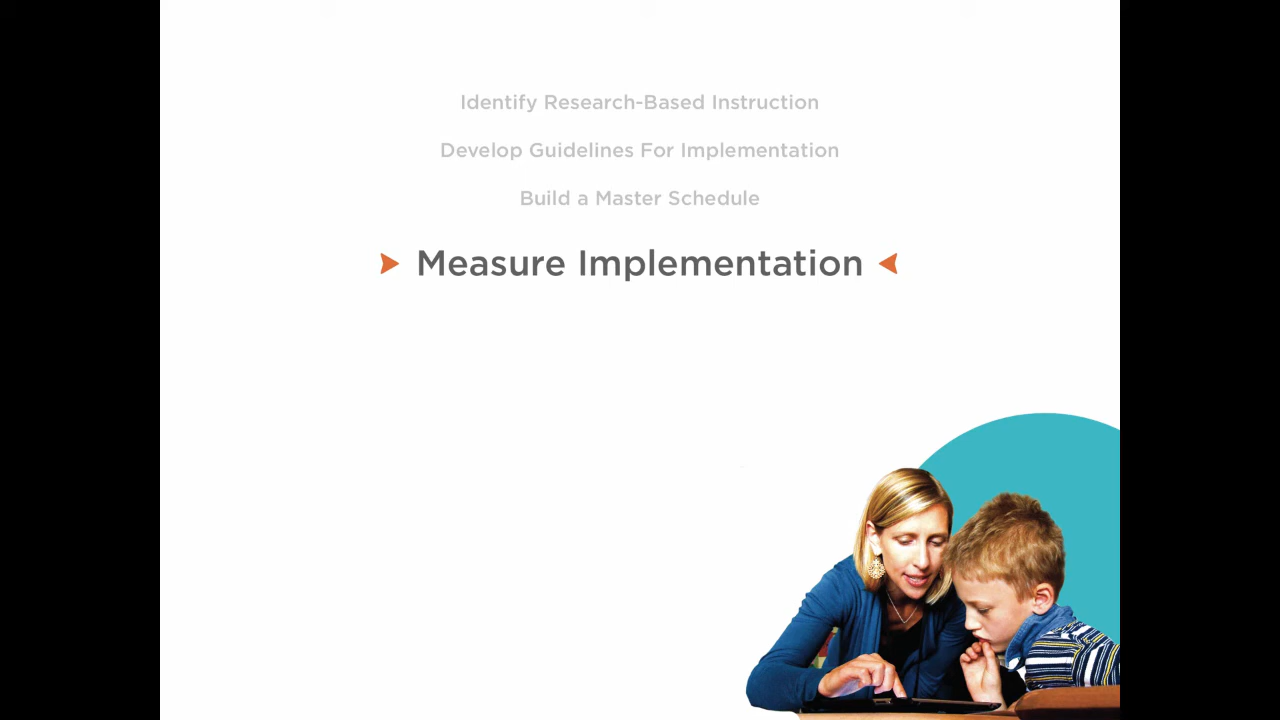 Identify Research-Based Instruction
Develop Guidelines For Implementation
Build a Master Schedule
Measure Implementation